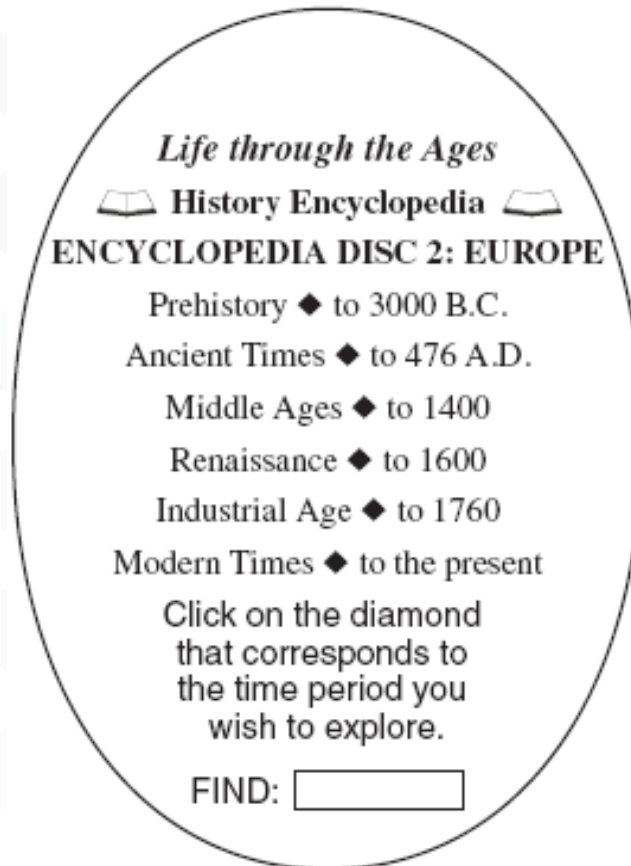 Life through the Ages
History Encyclopedia
ENCYCLOPEDIA DISC 2: EUROPE
Prehistory ◆ to 3000 B.C.
Ancient Times ◆ to 476 A.D.
Middle Ages ◆ to 1400
Renaissance ◆ to 1600
Industrial Age ◆ to 1760
Modern Times ◆ to the present
Click on the diamond
that corresponds to
the time period you
wish to explore.
FIND: